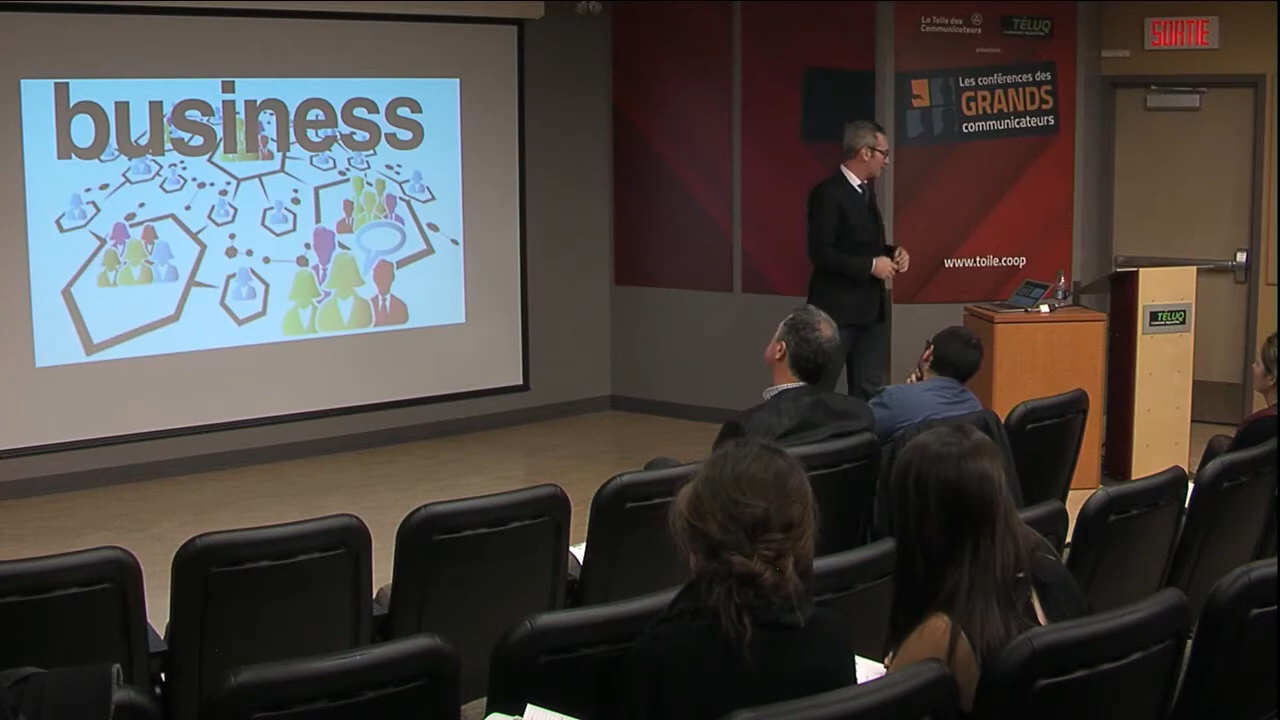 business
La Toile des
Communicateurs
TÉLUQ
présentent
Les conférences des
GRANDS
communicateurs
www.toile.coop
SORTIE
TÉLUQ